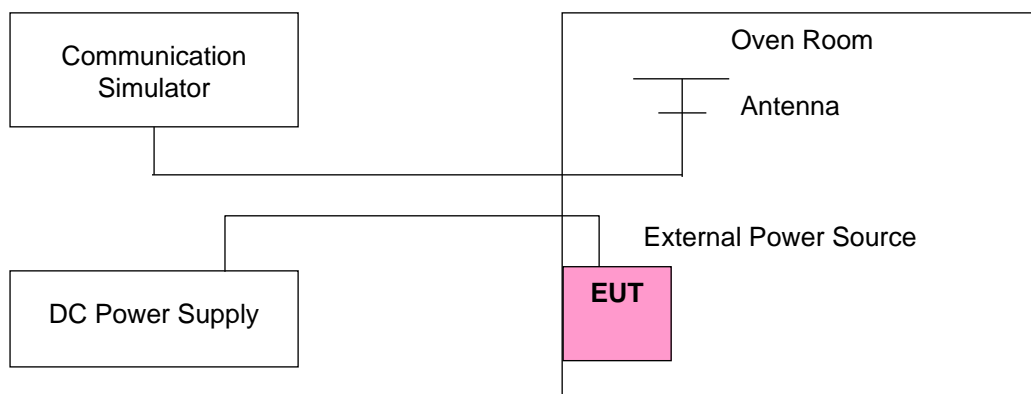 Communication
Simulator
Oven Room
Antenna
External Power Source
EUT
DC Power Supply